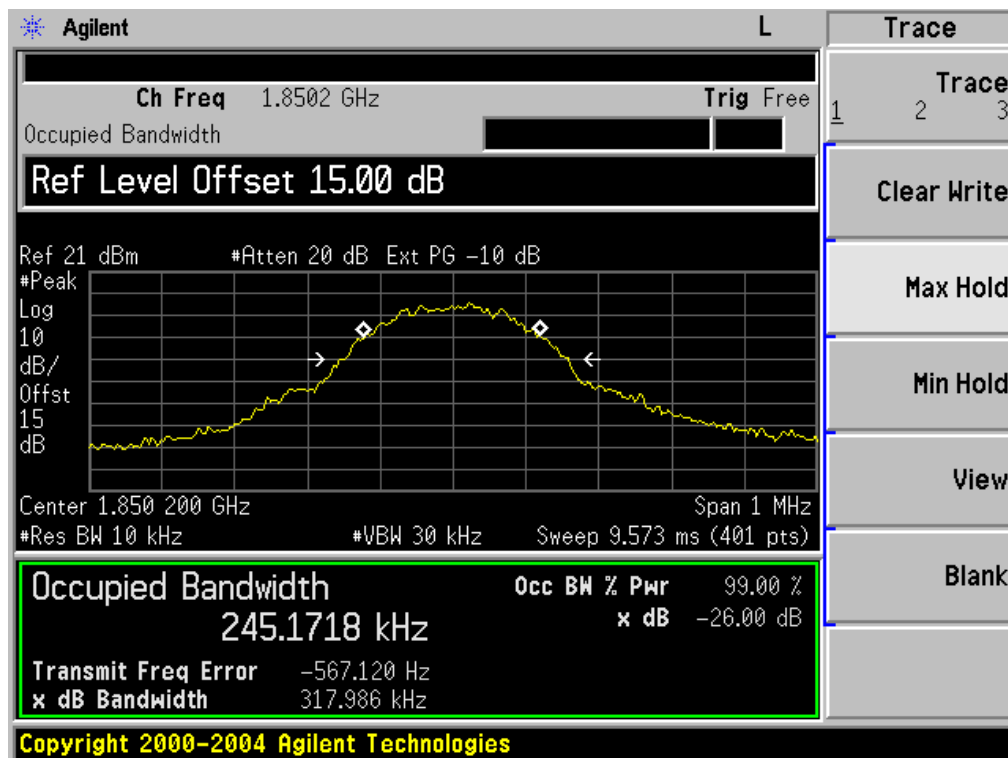 Agilent L Trace
Ch Freq 1.8502 GHz Trig Free
Occupied Bandwidth
Trace
1 2 3
Ref Level Offset 15.00 dB
Clear Write
Ref 21 dBm #Atten 20 dB Ext PG -10 dB
#Peak
Log
10
dB/
Offst
15
dB
Max Hold
Min Hold
View
Center 1.850 200 GHz Span 1 MHz
#Res BW 10 kHz #VBW 30 kHz Sweep 9.573 ms (401 pts)
Blank
Occupied Bandwidth
245.1718 kHz
Occ BW % Pwr 99.00 %
x dB -26.00 dB
Transmit Freq Error -567.120 Hz
x dB Bandwidth 317.986 kHz
Copyright 2000-2004 Agilent Technologies